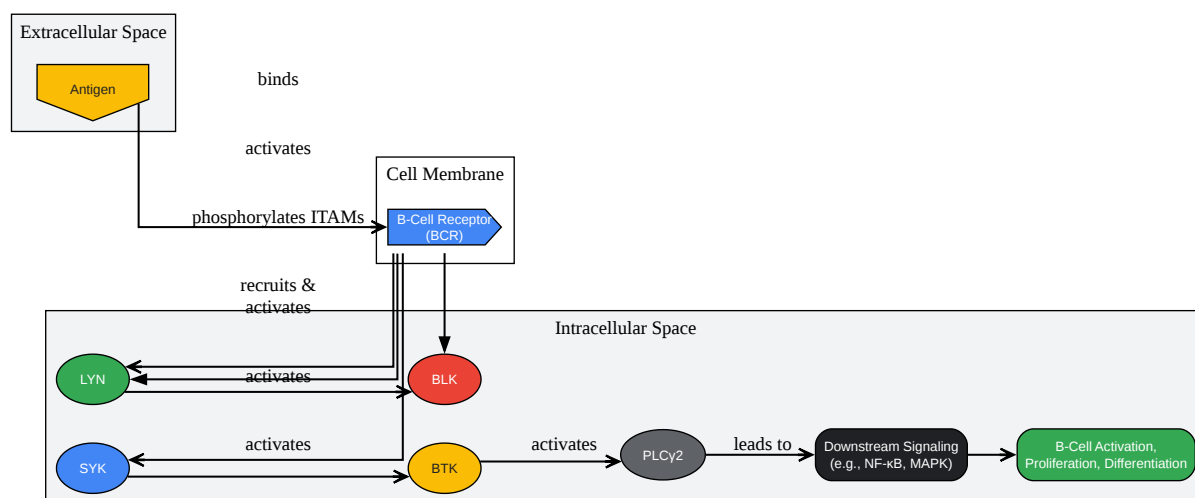 Extracellular Space
Antigen
binds
activates
Cell Membrane
phosphorylates ITAMs
B-Cell Receptor
(BCR)
recruits &
activates
Intracellular Space
LYN
activates
BLK
SYK
activates
BTK
activates
PLCγ2
leads to
Downstream Signaling
(e.g., NF-κB, MAPK)
B-Cell Activation,
Proliferation, Differentiation